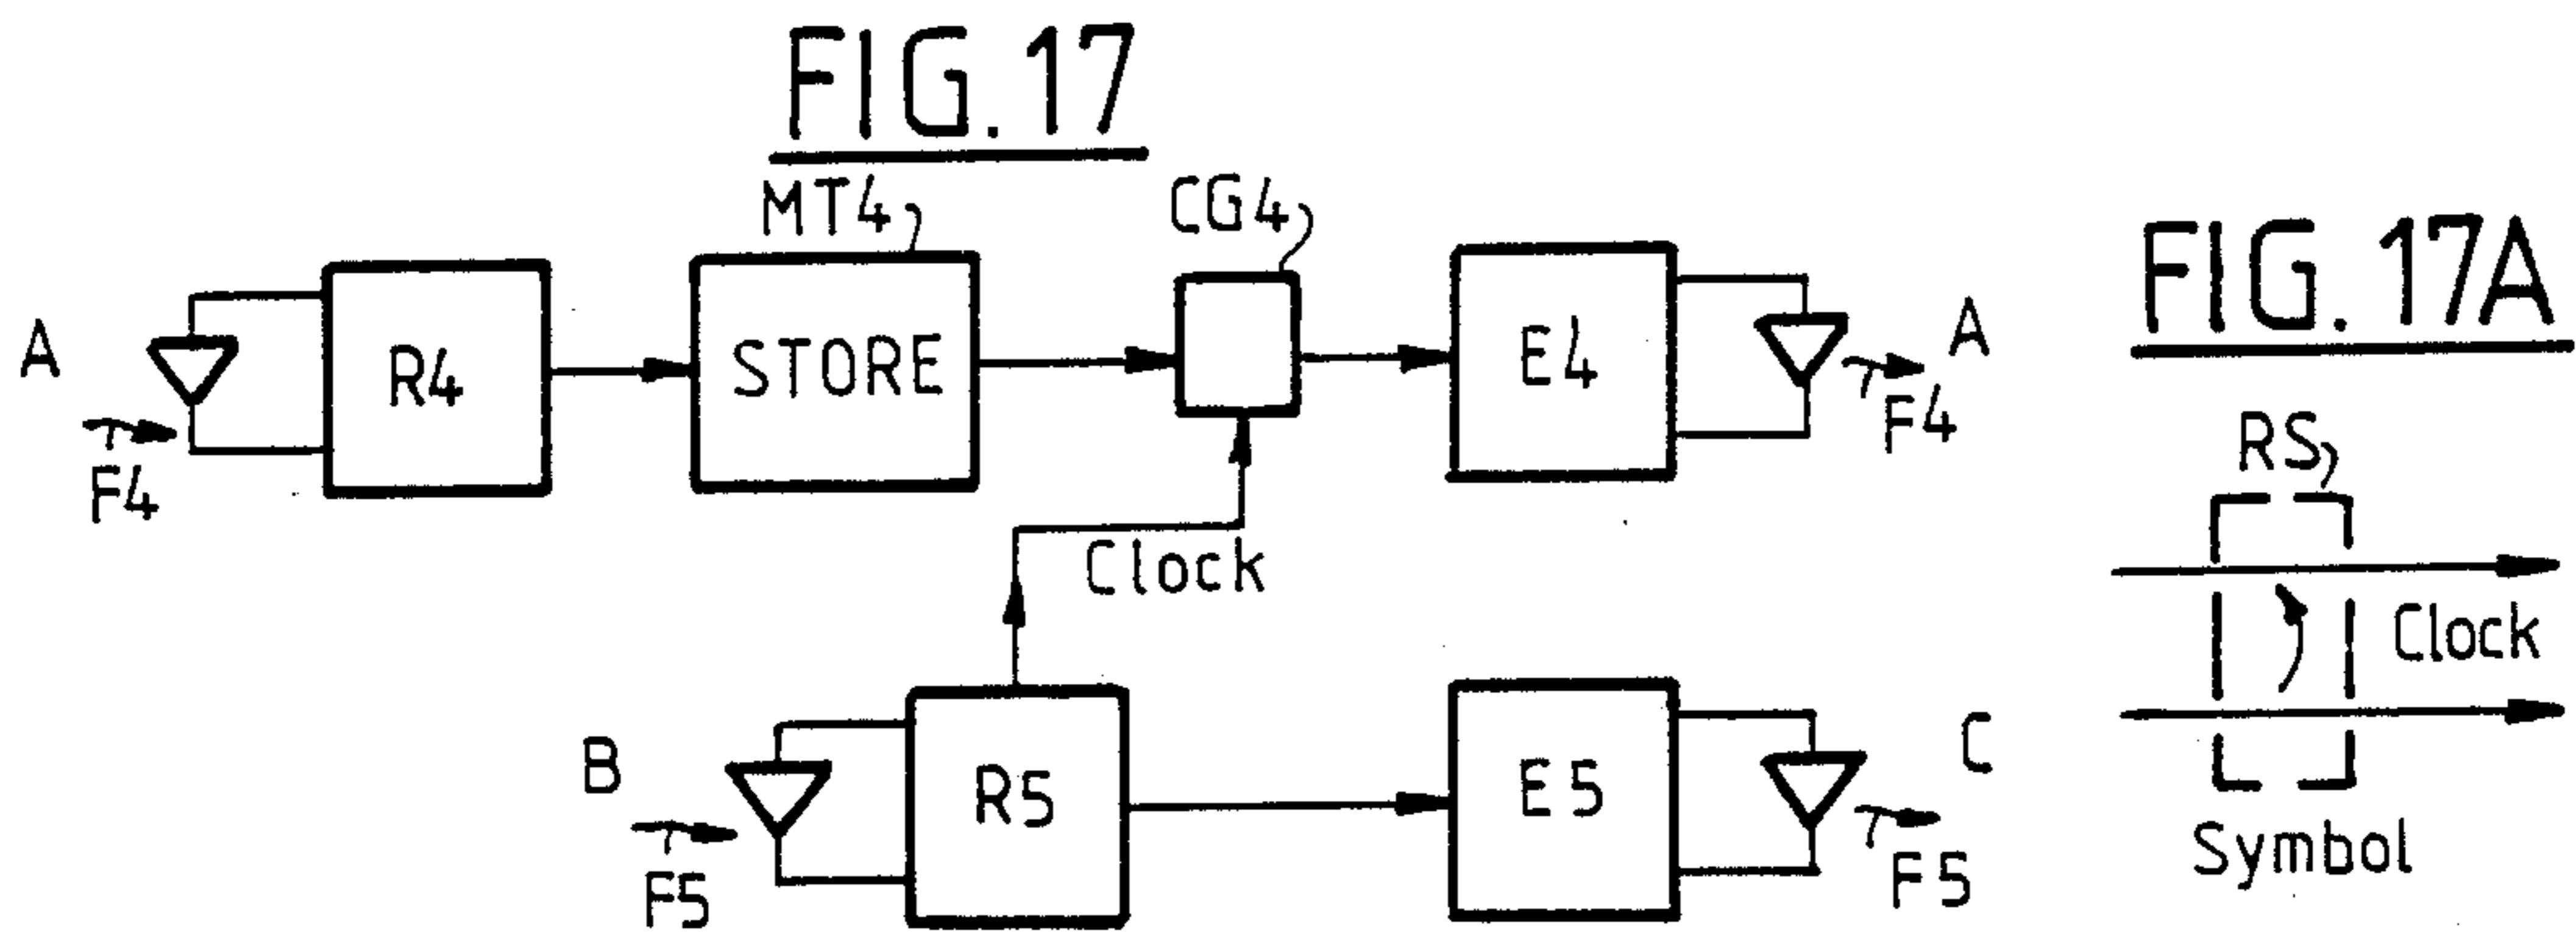 FIG. 17
MT4
CG4
A
F4
R4
STORE
E4
A
F4
Clock
B
F5
R5
E5
C
F5
FIG. 17A
RS
Clock
Symbol